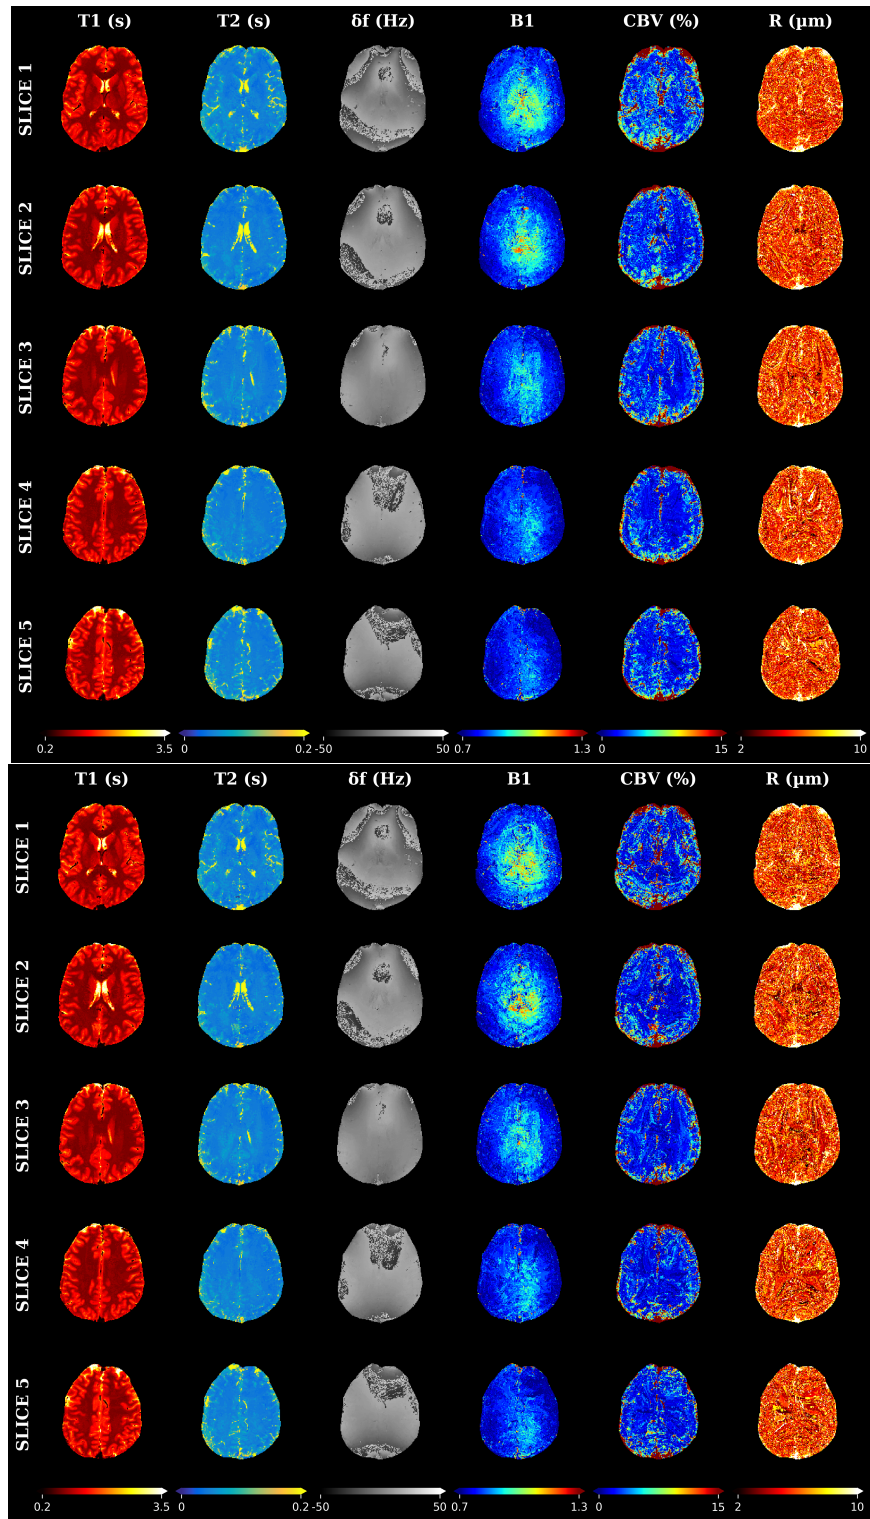 T1 (s) T2 (s) δf (Hz) B1 CBV (%) R (μm)
SLICE 1
SLICE 2
SLICE 3
SLICE 4
SLICE 5
0.2 3.5 0 0.2 -50 50 0.7 1.3 0 15 2 10
T1 (s) T2 (s) δf (Hz) B1 CBV (%) R (μm)
SLICE 1
SLICE 2
SLICE 3
SLICE 4
SLICE 5
0.2 3.5 0 0.2 -50 50 0.7 1.3 0 15 2 10